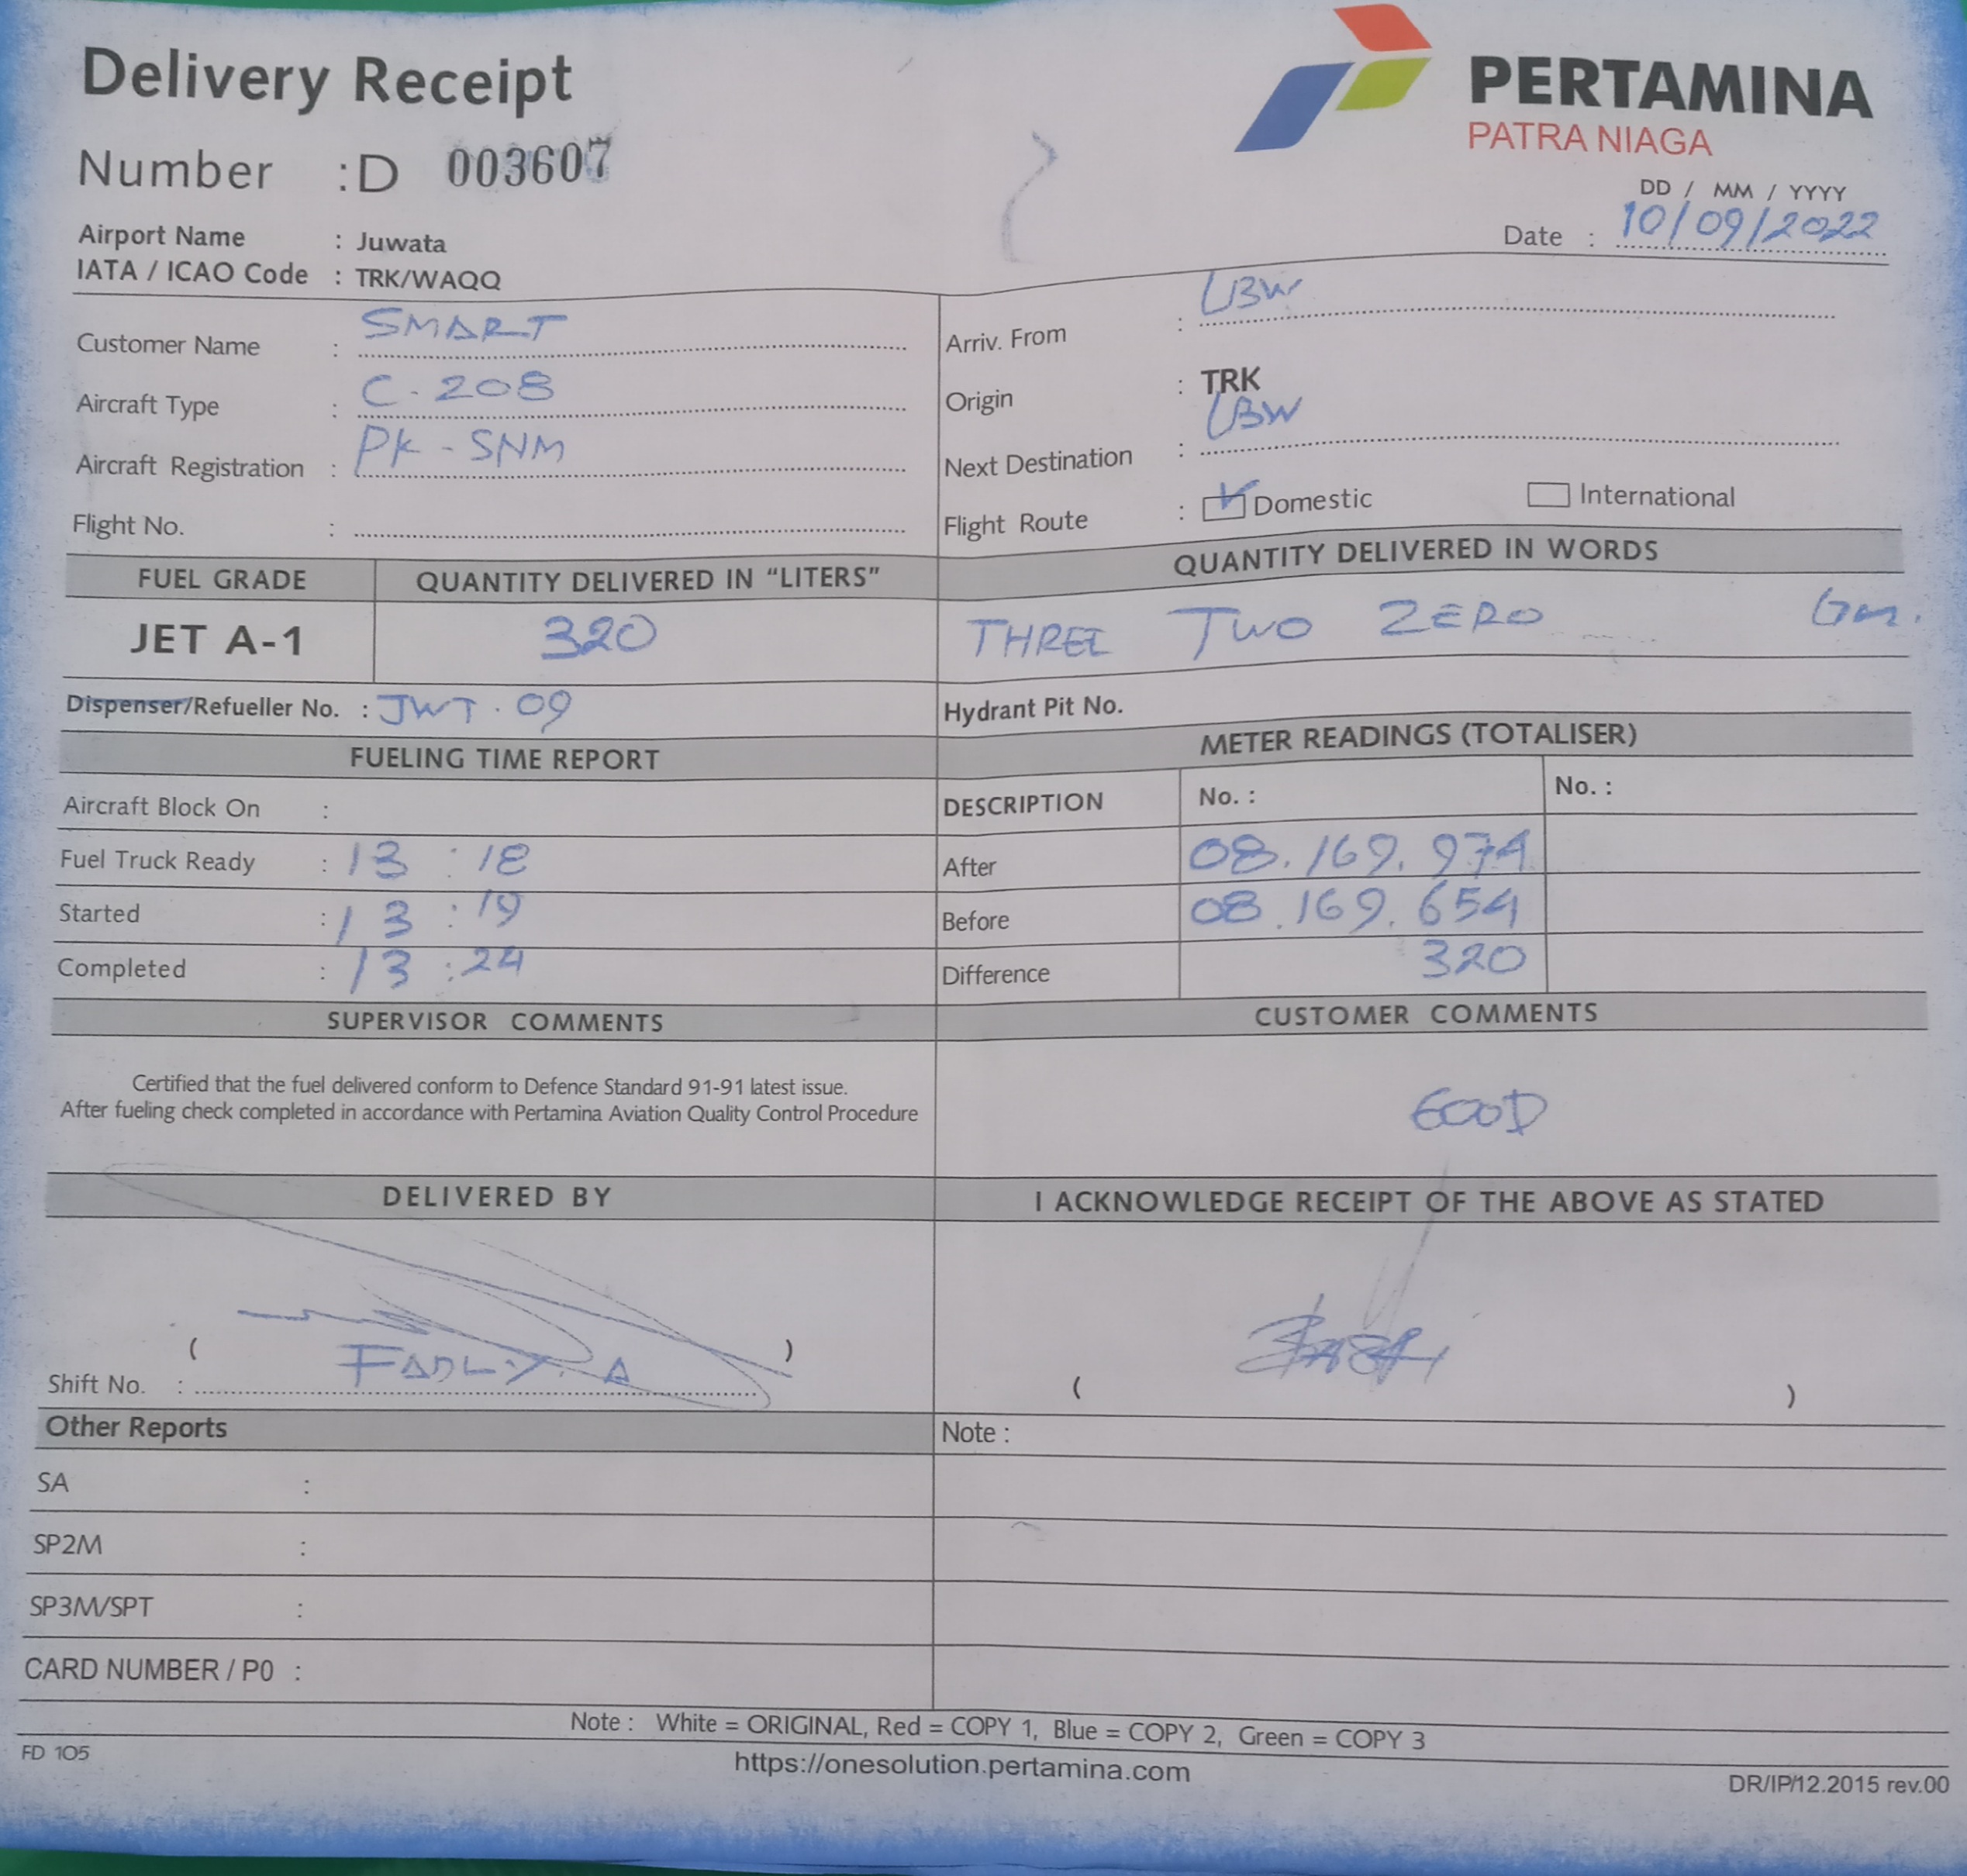 Delivery Receipt
PERTAMINA
PATRA NIAGA
Number : D 003607
DD / MM / YYYY
Date : 10/09/2022
Airport Name : Juwata
IATA / ICAO Code : TRK/WAQQ
Customer Name : SMART
Aircraft Type : C-208
Aircraft Registration : PK-SNM
Flight No. :
Arriv. From : LBW
Origin : TRK
Next Destination : LBW
Flight Route : Domestic International
FUEL GRADE QUANTITY DELIVERED IN "LITERS" QUANTITY DELIVERED IN WORDS
JET A-1 320 THREE TWO ZERO
Dispenser/Refueller No. : JWT. 09 Hydrant Pit No.
FUELING TIME REPORT
Aircraft Block On :
Fuel Truck Ready : 13 : 18
Started : 13 : 19
Completed : 13 : 24
METER READINGS (TOTALISER)
DESCRIPTION No. : No. :
After 08.169.974
Before 08.169.654
Difference 320
SUPERVISOR COMMENTS
Certified that the fuel delivered conform to Defence Standard 91-91 latest issue.
After fueling check completed in accordance with Pertamina Aviation Quality Control Procedure
CUSTOMER COMMENTS
GOOD
DELIVERED BY
( )
FADLY. A
Shift No. :
I ACKNOWLEDGE RECEIPT OF THE ABOVE AS STATED
( )
Other Reports
SA :
SP2M :
SP3M/SPT :
CARD NUMBER / P0 :
Note :
Note : White = ORIGINAL, Red = COPY 1, Blue = COPY 2, Green = COPY 3
FD 105
https://onesolution.pertamina.com
DR/IP/12.2015 rev.00